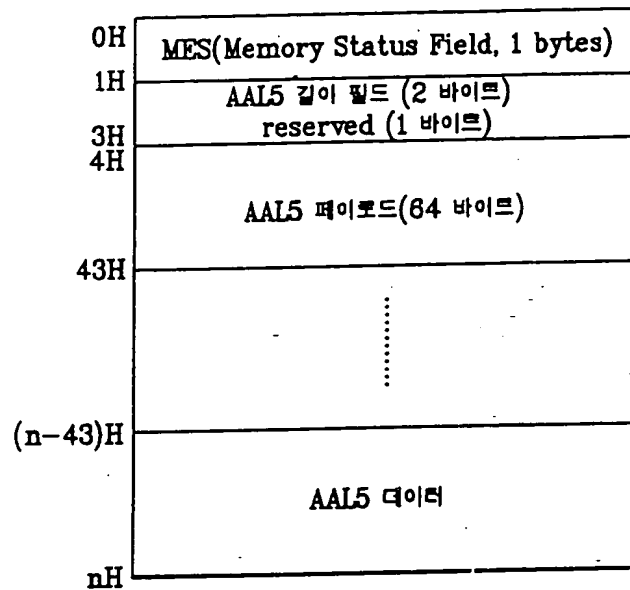 0H
MES(Memory Status Field, 1 bytes)
1H
AAL5 길이 필드 (2 바이트)
reserved (1 바이트)
3H
4H
AAL5 페이로드(64 바이트)
43H
(n-43)H
AAL5 데이터
nH